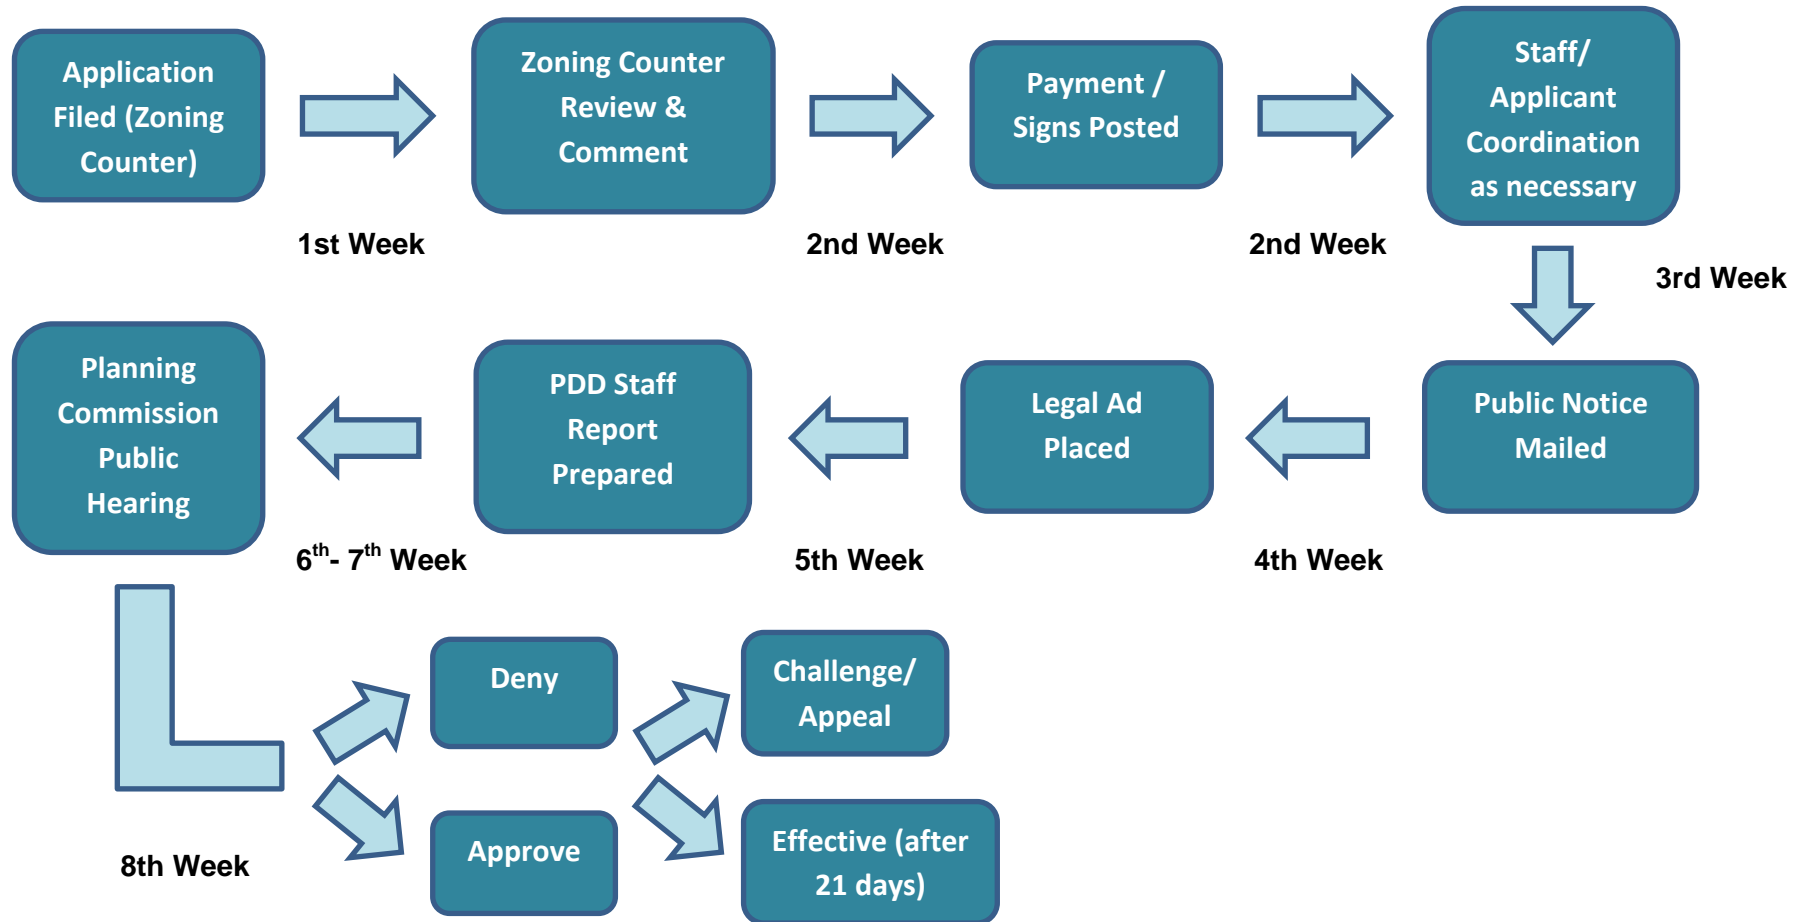 Application
Filed (Zoning
Counter)
Zoning Counter
Review &
Comment
Payment /
Signs Posted
Staff/
Applicant
Coordination
as necessary
1st Week
2nd Week
2nd Week
3rd Week
Public Notice
Mailed
Legal Ad
Placed
PDD Staff
Report
Prepared
Planning
Commission
Public
Hearing
4th Week
5th Week
6th- 7th Week
8th Week
Deny
Approve
Challenge/
Appeal
Effective (after
21 days)